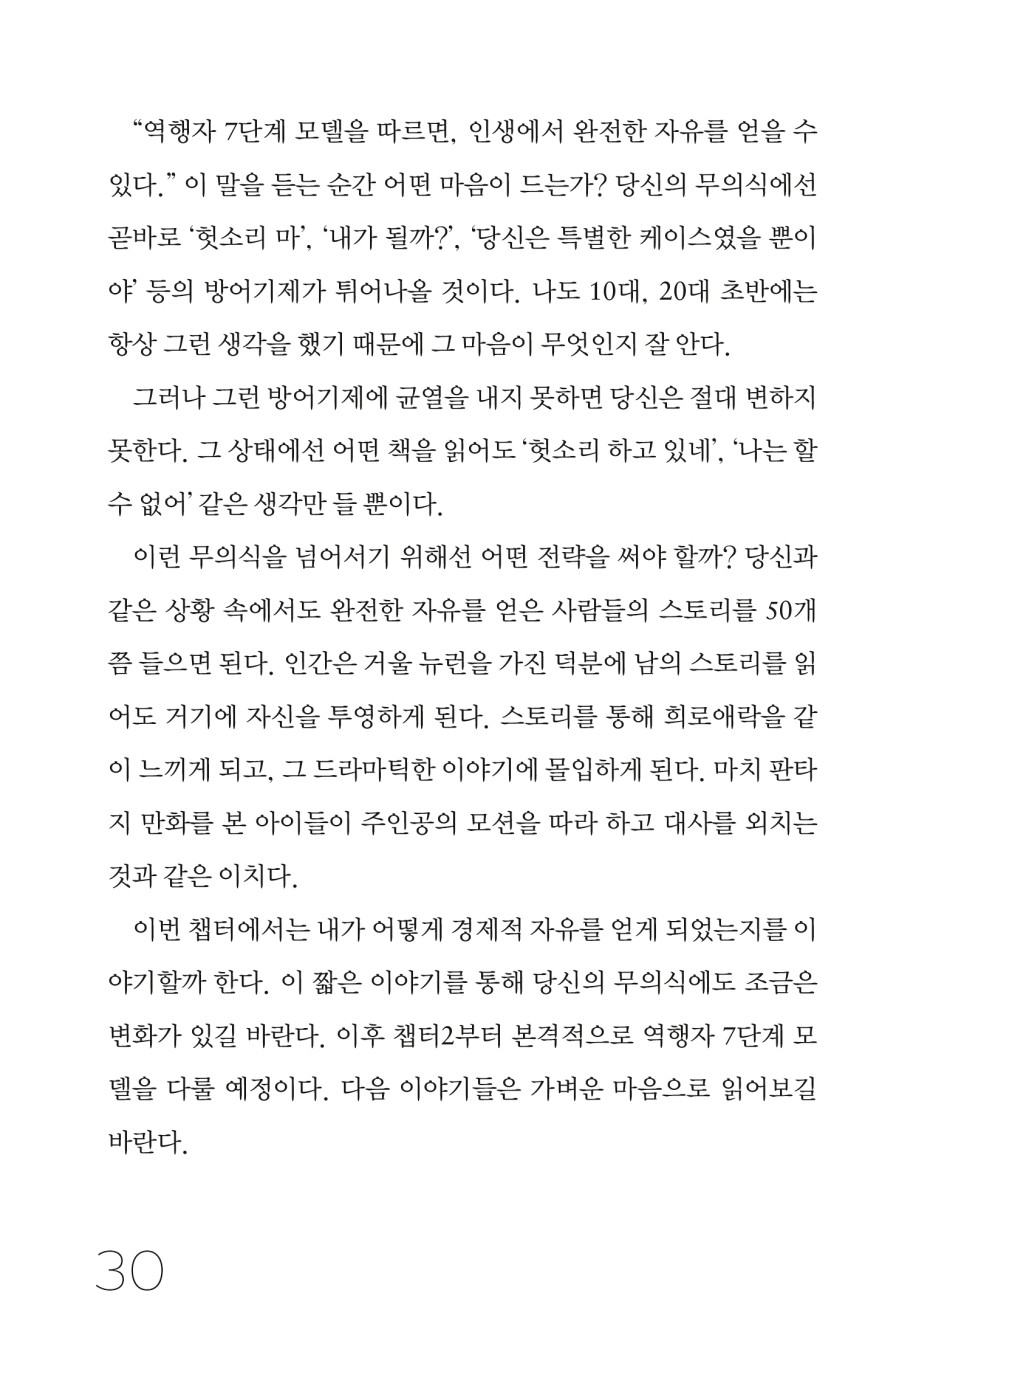 “역행자 7단계 모델을 따르면, 인생에서 완전한 자유를 얻을 수
있다.” 이 말을 듣는 순간 어떤 마음이 드는가? 당신의 무의식에선
곧바로 ‘헛소리 마’, ‘내가 될까?’, ‘당신은 특별한 케이스였을 뿐이
야’ 등의 방어기제가 튀어나올 것이다. 나도 10대, 20대 초반에는
항상 그런 생각을 했기 때문에 그 마음이 무엇인지 잘 안다.
그러나 그런 방어기제에 균열을 내지 못하면 당신은 절대 변하지
못한다. 그 상태에선 어떤 책을 읽어도 ‘헛소리 하고 있네’, ‘나는 할
수 없어’ 같은 생각만 들 뿐이다.
이런 무의식을 넘어서기 위해선 어떤 전략을 써야 할까? 당신과
같은 상황 속에서도 완전한 자유를 얻은 사람들의 스토리를 50개
쯤 들으면 된다. 인간은 거울 뉴런을 가진 덕분에 남의 스토리를 읽
어도 거기에 자신을 투영하게 된다. 스토리를 통해 희로애락을 같
이 느끼게 되고, 그 드라마틱한 이야기에 몰입하게 된다. 마치 판타
지 만화를 본 아이들이 주인공의 모션을 따라 하고 대사를 외치는
것과 같은 이치다.
이번 챕터에서는 내가 어떻게 경제적 자유를 얻게 되었는지를 이
야기할까 한다. 이 짧은 이야기를 통해 당신의 무의식에도 조금은
변화가 있길 바란다. 이후 챕터2부터 본격적으로 역행자 7단계 모
델을 다룰 예정이다. 다음 이야기들은 가벼운 마음으로 읽어보길
바란다.
30